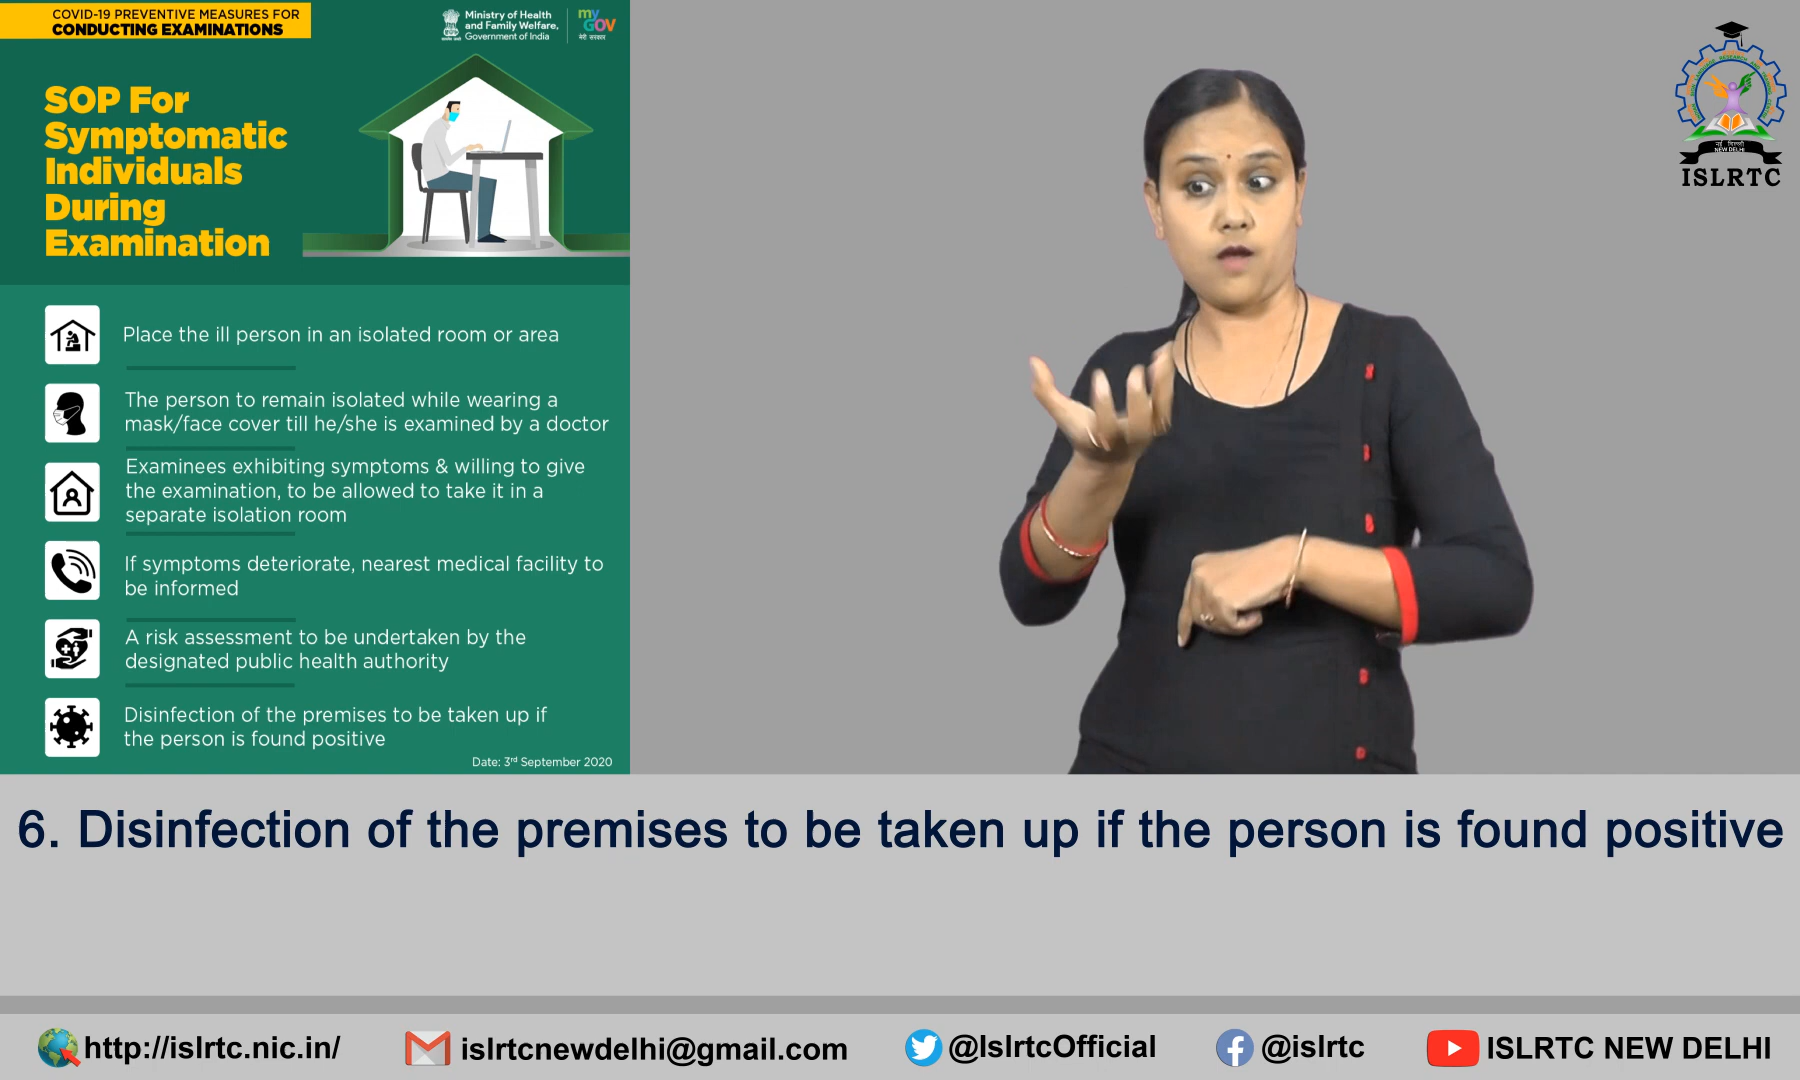 COVID-19 PREVENTIVE MEASURES FOR
CONDUCTING EXAMINATIONS
Ministry of Health
and Family Welfare,
Government of India
my
GOV
मेरी सरकार
SOP For
Symptomatic
Individuals
During
Examination
Place the ill person in an isolated room or area
The person to remain isolated while wearing a
mask/face cover till he/she is examined by a doctor
Examinees exhibiting symptoms & willing to give
the examination, to be allowed to take it in a
separate isolation room
If symptoms deteriorate, nearest medical facility to
be informed
A risk assessment to be undertaken by the
designated public health authority
Disinfection of the premises to be taken up if
the person is found positive
Date: 3rd September 2020
नई दिल्ली
NEW DELHI
ISLRTC
6. Disinfection of the premises to be taken up if the person is found positive
http://islrtc.nic.in/
islrtcnewdelhi@gmail.com
@IslrtcOfficial
@islrtc
ISLRTC NEW DELHI